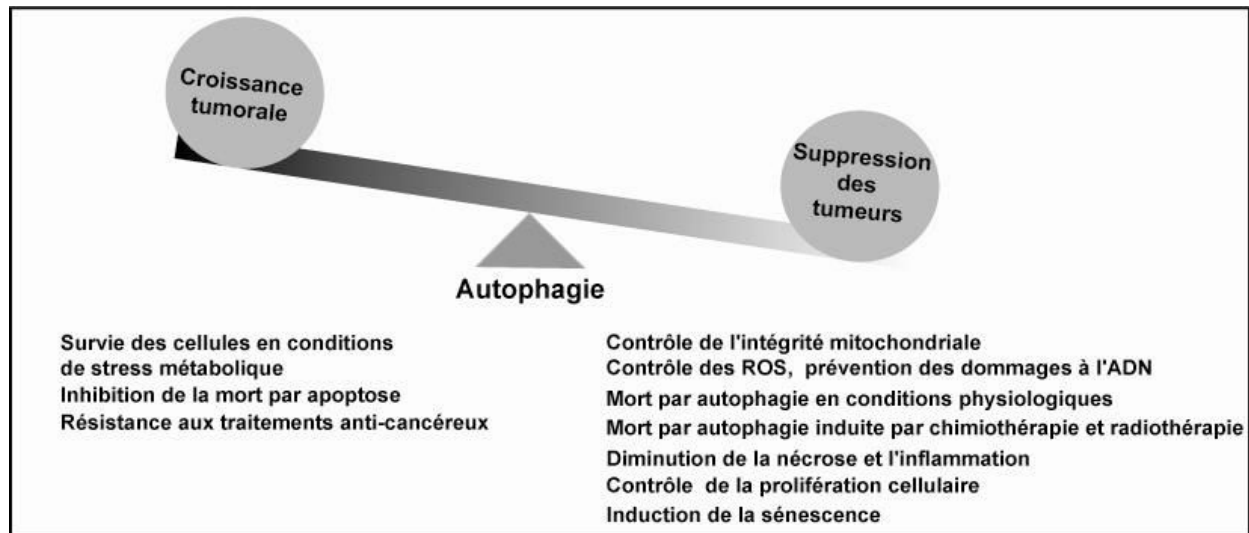 Croissance
tumorale
Suppression
des
tumeurs
Autophagie
Survie des cellules en conditions
de stress métabolique
Inhibition de la mort par apoptose
Résistance aux traitements anti-cancéreux
Contrôle de l'intégrité mitochondriale
Contrôle des ROS, prévention des dommages à l'ADN
Mort par autophagie en conditions physiologiques
Mort par autophagie induite par chimiothérapie et radiothérapie
Diminution de la nécrose et l'inflammation
Contrôle de la prolifération cellulaire
Induction de la sénescence